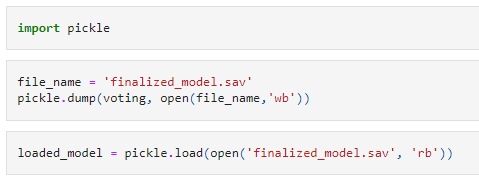 import pickle
file_name = 'finalized_model.sav'
pickle.dump(voting, open(file_name,'wb'))
loaded_model = pickle.load(open('finalized_model.sav', 'rb'))